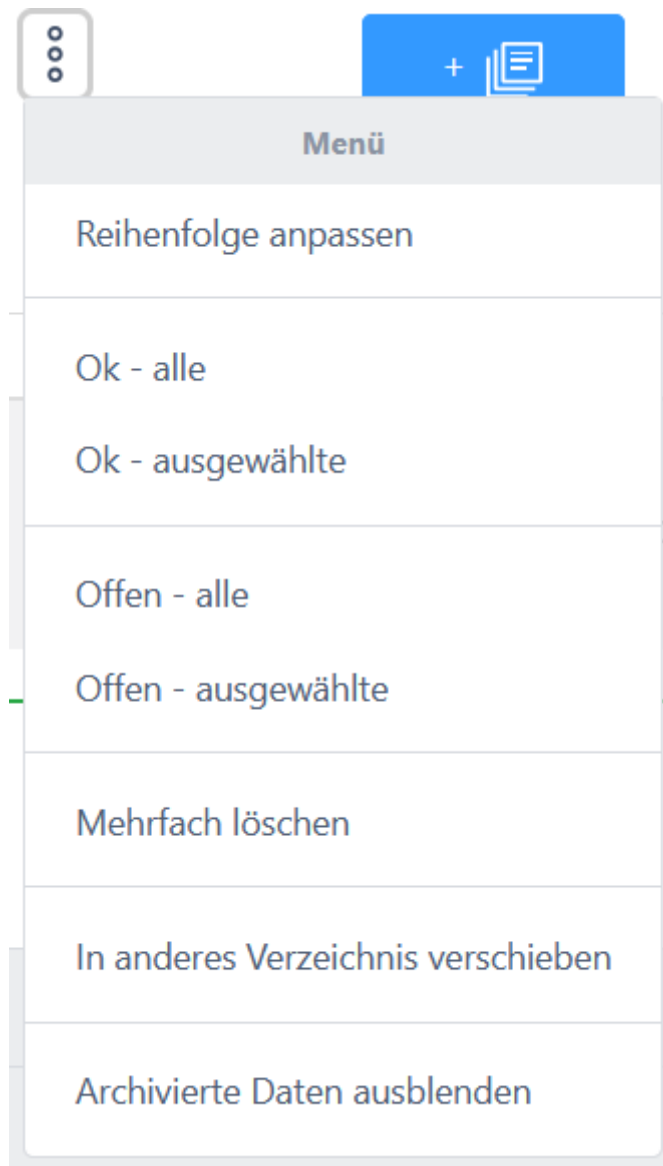 +
Menü
Reihenfolge anpassen
Ok - alle
Ok - ausgewählte
Offen - alle
Offen - ausgewählte
Mehrfach löschen
In anderes Verzeichnis verschieben
Archivierte Daten ausblenden